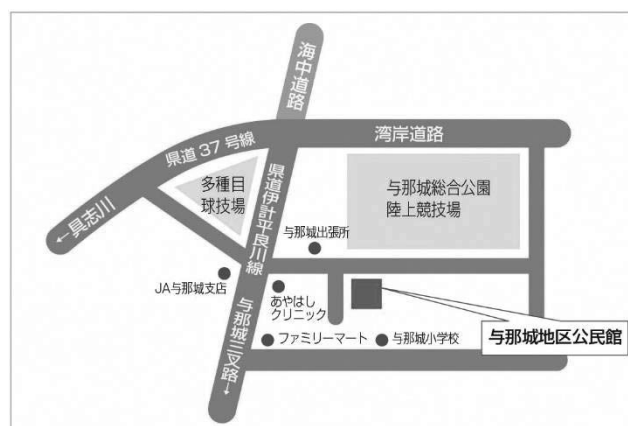 海中道路
湾岸道路
県道37号線
←具志川
多種目
球技場
県道伊計平良川線
与那城総合公園
陸上競技場
与那城出張所
JA与那城支店
あやはし
クリニック
与那城三叉路→
ファミリーマート
与那城小学校
与那城地区公民館